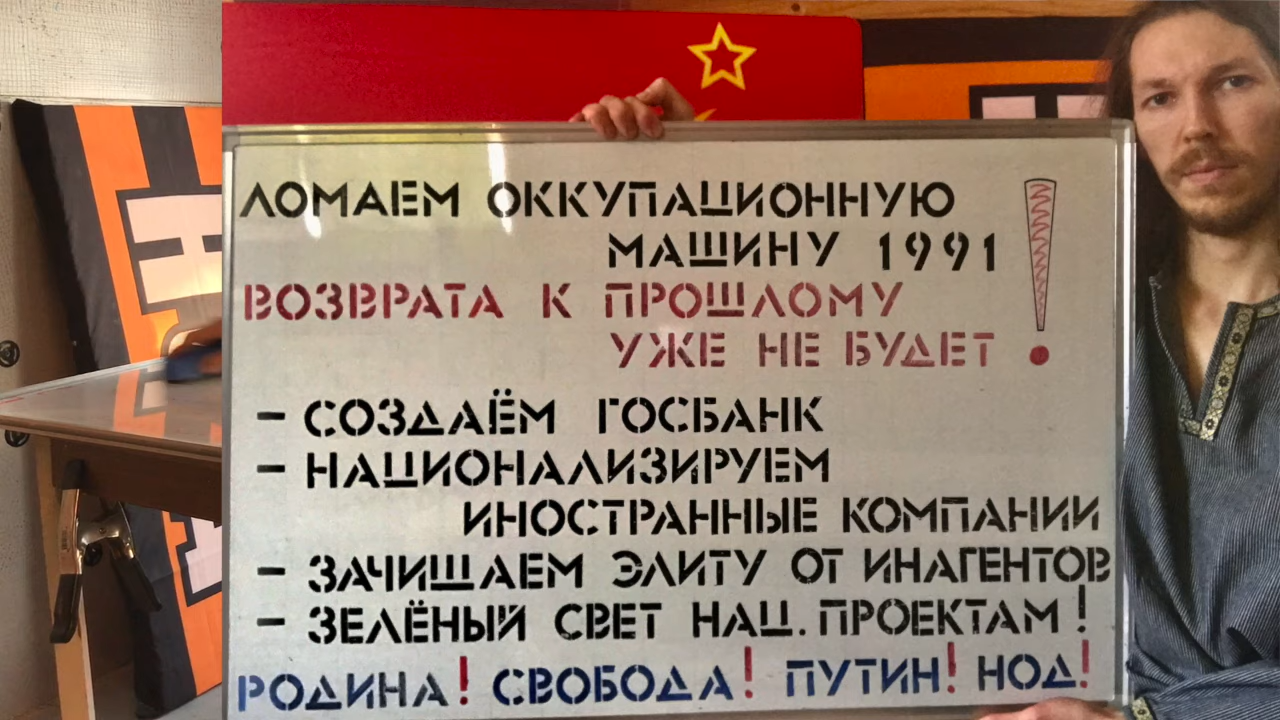 ЛОМАЕМ ОККУПАЦИОННУЮ
МАШИНУ 1991
ВОЗВРАТА К ПРОШЛОМУ
УЖЕ НЕ БУДЕТ !
- СОЗДАЁМ ГОСБАНК
- НАЦИОНАЛИЗИРУЕМ
ИНОСТРАННЫЕ КОМПАНИИ
- ЗАЧИЩАЕМ ЭЛИТУ ОТ ИНАГЕНТОВ
- ЗЕЛЁНЫЙ СВЕТ НАЦ. ПРОЕКТАМ!
РОДИНА! СВОБОДА! ПУТИН! НОД!